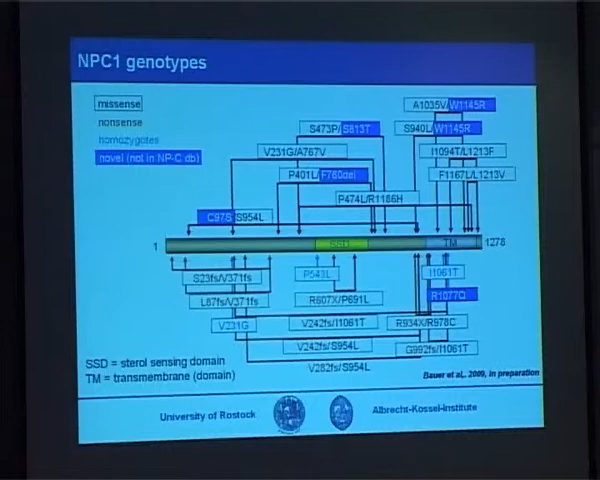 NPC1 genotypes
missense
nonsense
homozygotes
novel (not in NP-C db)
A1035V/W1145R
S473P/S813T
S940L/W1145R
V231G/A767V
I1094T/L1213F
P401L/F760del
F1167L/L1213V
P474L/R1186H
C97S/S954L
1
SSD
TM
1278
S23fs/V371fs
P543L
I1061T
L87fs/V371fs
R607X/P691L
R1077Q
V231G
V242fs/I1061T
R934X/R978C
V242fs/S954L
G992fs/I1061T
V282fs/S954L
SSD = sterol sensing domain
TM = transmembrane (domain)
Bauer et al., 2009, in preparation
University of Rostock
Albrecht-Kossel-Institute